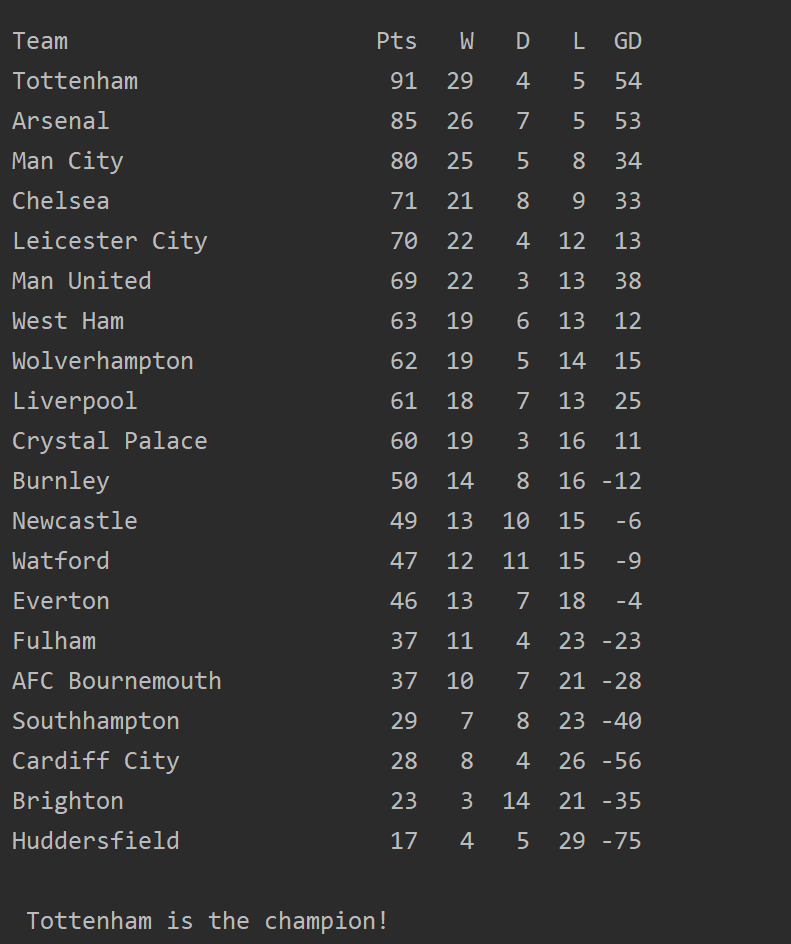 Team Pts W D L GD
Tottenham 91 29 4 5 54
Arsenal 85 26 7 5 53
Man City 80 25 5 8 34
Chelsea 71 21 8 9 33
Leicester City 70 22 4 12 13
Man United 69 22 3 13 38
West Ham 63 19 6 13 12
Wolverhampton 62 19 5 14 15
Liverpool 61 18 7 13 25
Crystal Palace 60 19 3 16 11
Burnley 50 14 8 16 -12
Newcastle 49 13 10 15 -6
Watford 47 12 11 15 -9
Everton 46 13 7 18 -4
Fulham 37 11 4 23 -23
AFC Bournemouth 37 10 7 21 -28
Southhampton 29 7 8 23 -40
Cardiff City 28 8 4 26 -56
Brighton 23 3 14 21 -35
Huddersfield 17 4 5 29 -75
Tottenham is the champion!